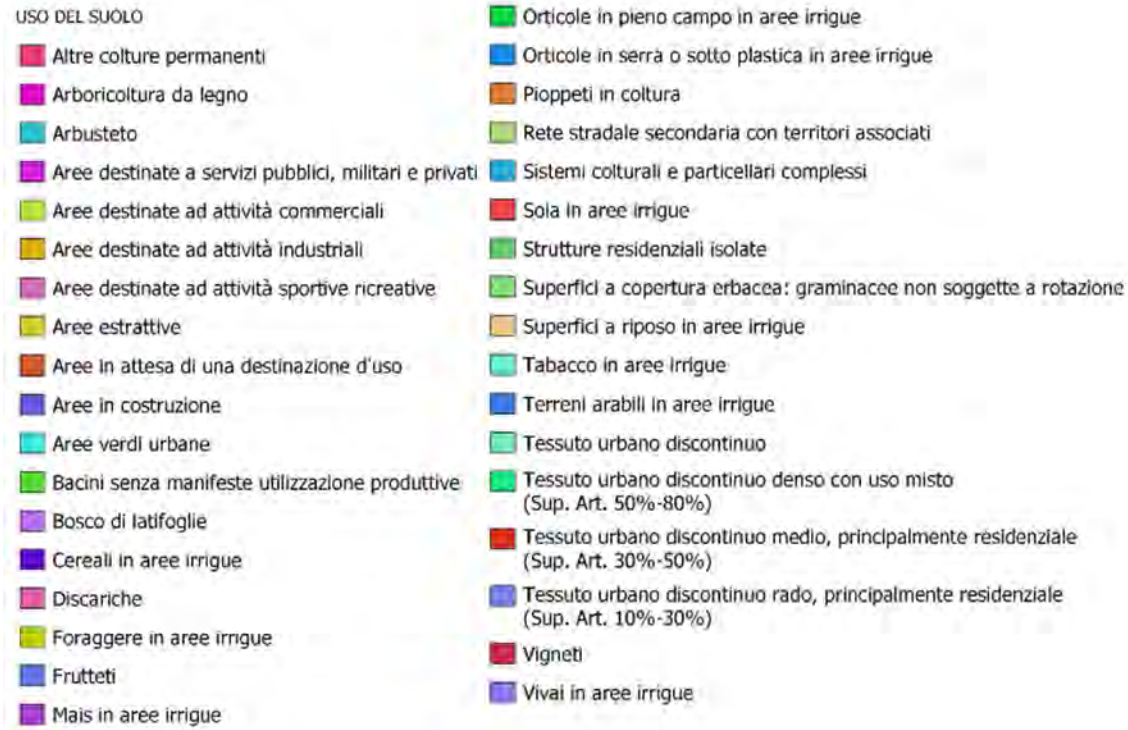 USO DEL SUOLO
Altre colture permanenti
Arboricoltura da legno
Arbusteto
Aree destinate a servizi pubblici, militari e privati
Aree destinate ad attività commerciali
Aree destinate ad attività industriali
Aree destinate ad attività sportive ricreative
Aree estrattive
Aree in attesa di una destinazione d'uso
Aree in costruzione
Aree verdi urbane
Bacini senza manifeste utilizzazione produttive
Bosco di latifoglie
Cereali in aree irrigue
Discariche
Foraggere in aree irrigue
Frutteti
Mais in aree irrigue
Orticole in pieno campo in aree irrigue
Orticole in serra o sotto plastica in aree irrigue
Pioppeti in coltura
Rete stradale secondaria con territori associati
Sistemi colturali e particellari complessi
Soia in aree irrigue
Strutture residenziali isolate
Superfici a copertura erbacea: graminacee non soggette a rotazione
Superfici a riposo in aree irrigue
Tabacco in aree irrigue
Terreni arabili in aree irrigue
Tessuto urbano discontinuo
Tessuto urbano discontinuo denso con uso misto
(Sup. Art. 50%-80%)
Tessuto urbano discontinuo medio, principalmente residenziale
(Sup. Art. 30%-50%)
Tessuto urbano discontinuo rado, principalmente residenziale
(Sup. Art. 10%-30%)
Vigneti
Vivai in aree irrigue